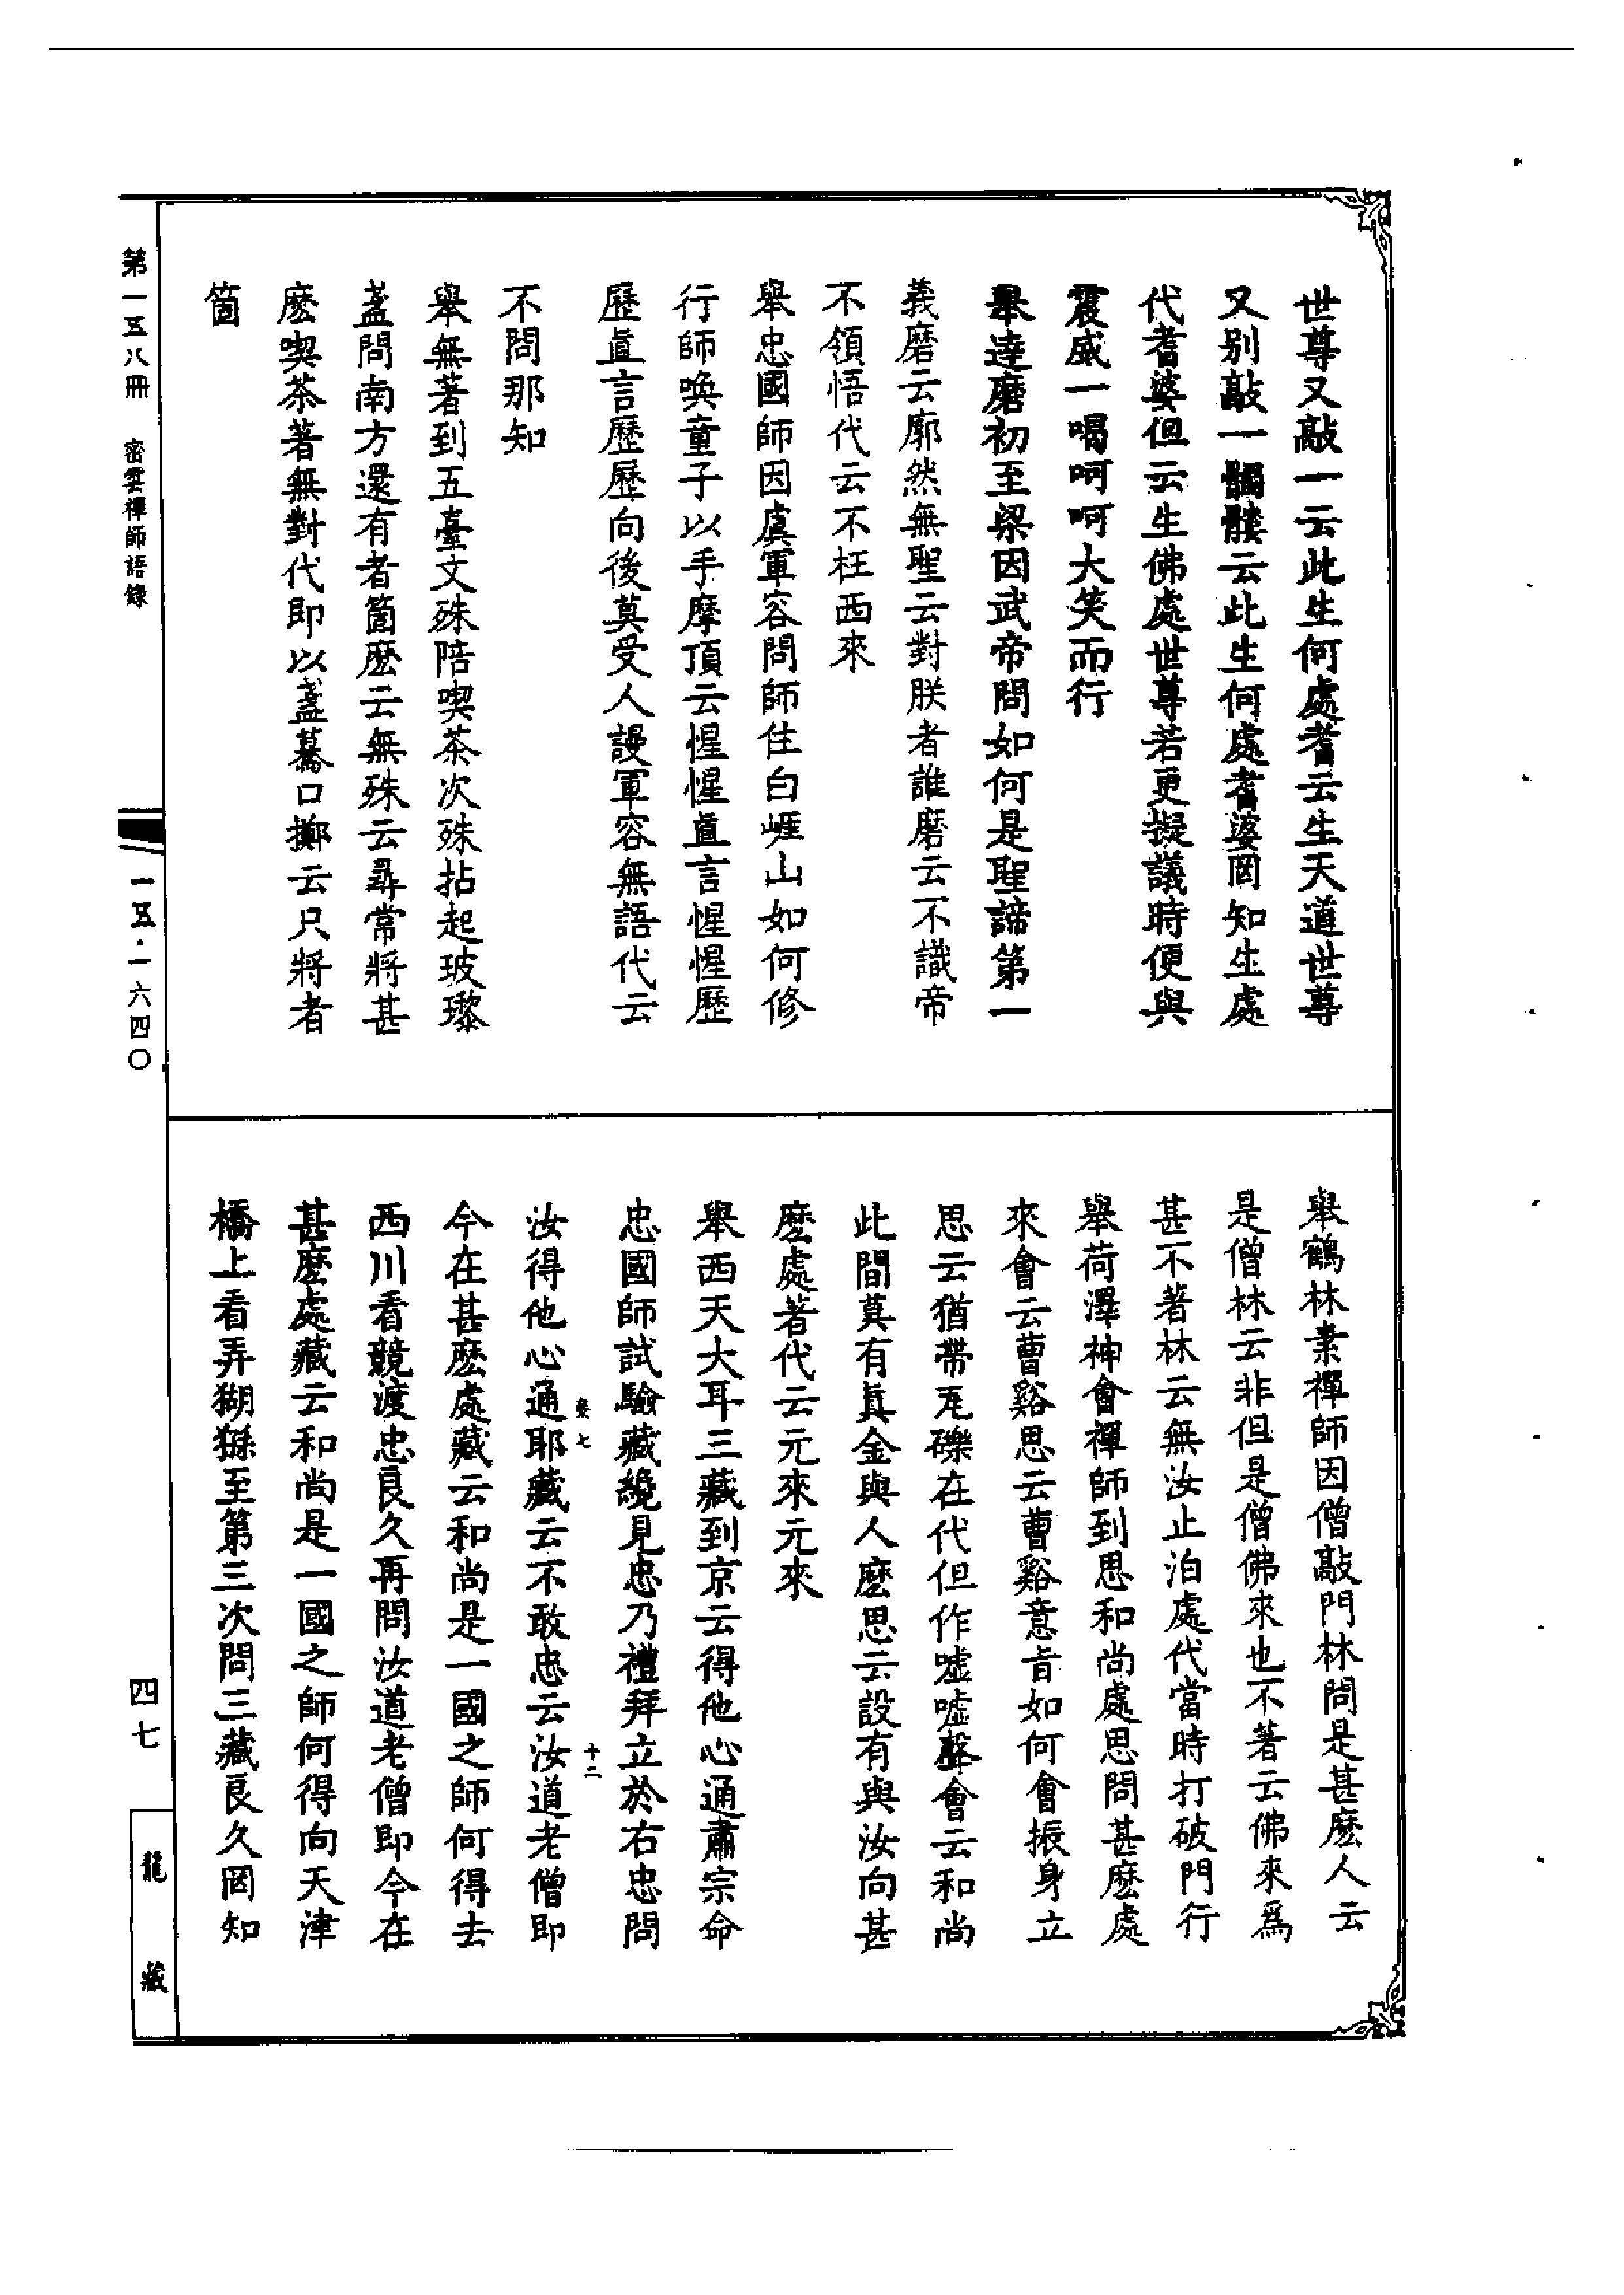 世尊又敲一云此生何處耆云生天道世尊
又别敲一髑髏云此生何處耆婆罔知生處
代耆婆但云生佛處世尊若更擬議時便與
震威一喝呵呵大笑而行
舉達磨初至梁因武帝問如何是聖諦第一
義磨云廓然無聖云對朕者誰磨云不識帝
不領悟代云不枉西來
舉忠國師因虞軍容問師住白崕山如何修
行師喚童子以手摩頂云惺惺直言惺惺歷
歷直言歷歷向後莫受人謾軍容無語代云
不問那知
舉無著到五臺文殊陪喫茶次殊拈起玻瓈
盞問南方還有者箇麽云無殊云尋常將甚
麽喫茶著無對代即以盞驀口擲云只將者
箇
舉鶴林素禪師因僧敲門林問是甚麽人云
是僧林云非但是僧佛來也不著云佛來爲
甚不著林云無汝止泊處代當時打破門行
舉荷澤神會禪師到思和尚處思問甚麽處
來會云曹谿思云曹谿意旨如何會振身立
思云猶帶瓦礫在代但作噓噓聲會云和尚
此間莫有真金與人麽思云設有與汝向甚
麽處著代云元來元來
舉西天大耳三藏到京云得他心通肅宗命
忠國師試驗藏纔見忠乃禮拜立於右忠問
汝得他心通耶藏云不敢忠云汝道老僧即
今在甚麽處藏云和尚是一國之師何得去
西川看競渡忠良久再問汝道老僧即今在
甚麽處藏云和尚是一國之師何得向天津
橋上看弄猢猻至第三次問三藏良久罔知
十二
第一五八冊 密雲禪師語錄
一五·一六四〇
四七
龍藏